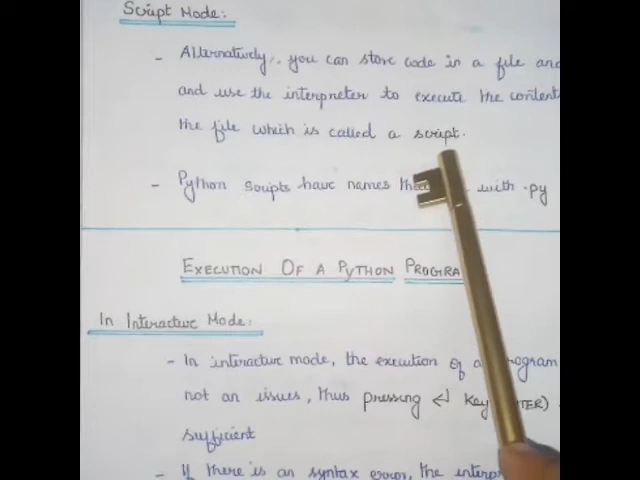 Script Mode:
- Alternatively, you can store code in a file and
and use the interpreter to execute the content
the file which is called a script.
- Python scripts have names with .py
EXECUTION OF A PYTHON
In Interactive Mode:
- In interactive mode, the execution of a program
not an issues, thus pressing ↵ Key
sufficient
- If there is an syntax error, the